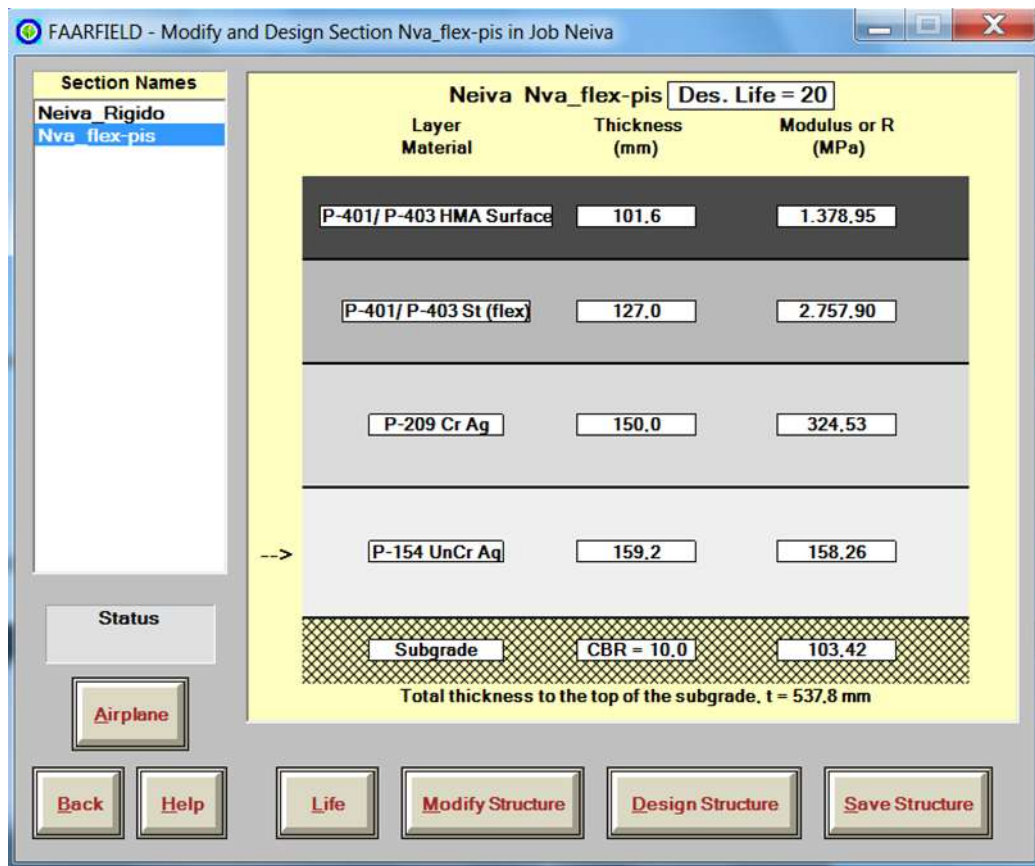 FAARFIELD - Modify and Design Section Nva_flex-pis in Job Neiva
Section Names
Neiva_Rigido
Nva_flex-pis
Neiva Nva_flex-pis Des. Life = 20
Layer Material Thickness (mm) Modulus or R (MPa)
P-401/ P-403 HMA Surface 101.6 1.378.95
P-401/ P-403 St (flex) 127.0 2.757.90
P-209 Cr Ag 150.0 324.53
--> P-154 UnCr Ag 159.2 158.26
Subgrade CBR = 10.0 103.42
Total thickness to the top of the subgrade, t = 537.8 mm
Status
Airplane
Back Help Life Modify Structure Design Structure Save Structure